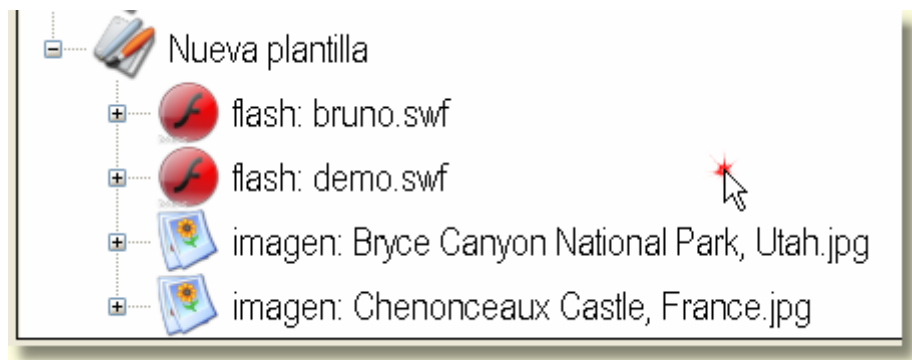 Nueva plantilla
flash: bruno.swf
flash: demo.swf
imagen: Bryce Canyon National Park, Utah.jpg
imagen: Chenonceaux Castle, France.jpg